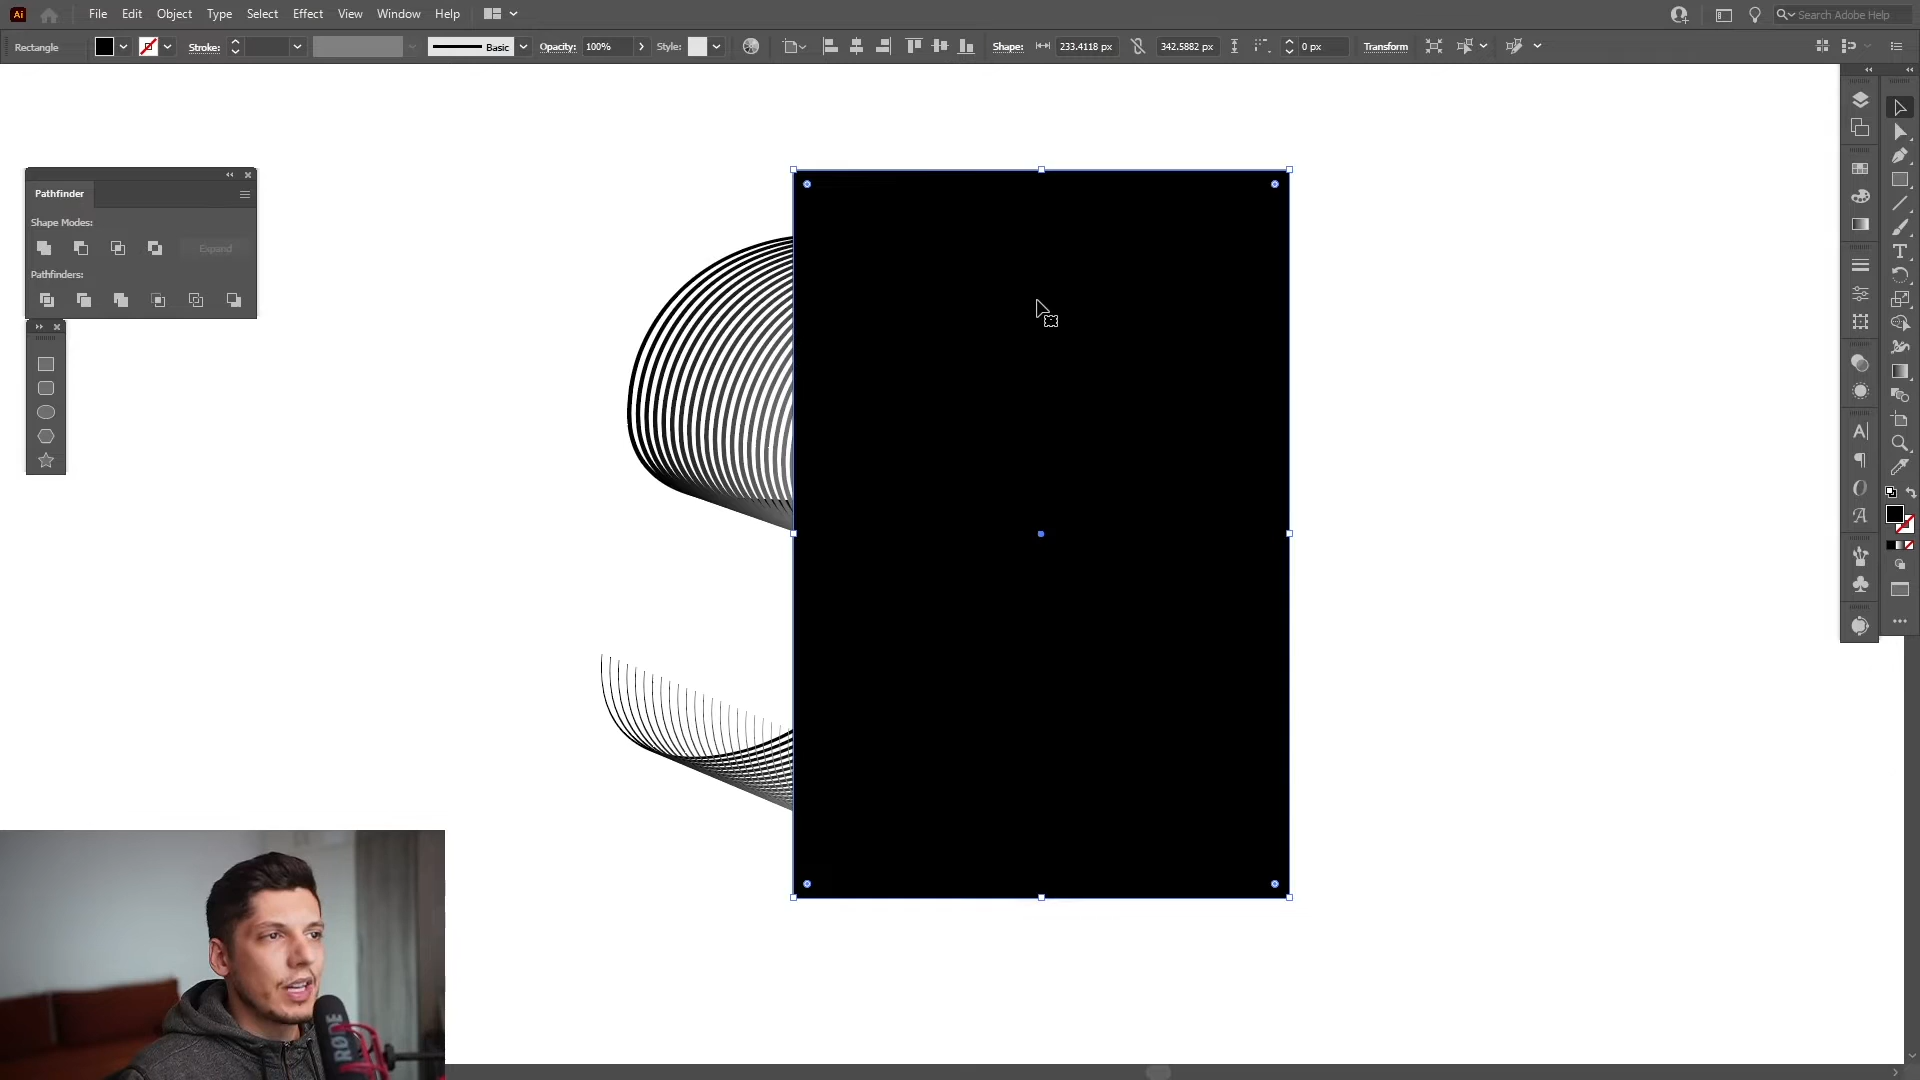 Ai File Edit Object Type Select Effect View Window Help Search Adobe Help
Rectangle Stroke: Basic Opacity: 100% Style: Shape: 233.4118 px 342.5882 px 0 px Transform
Pathfinder
Shape Modes:
Expand
Pathfinders:
RØDE